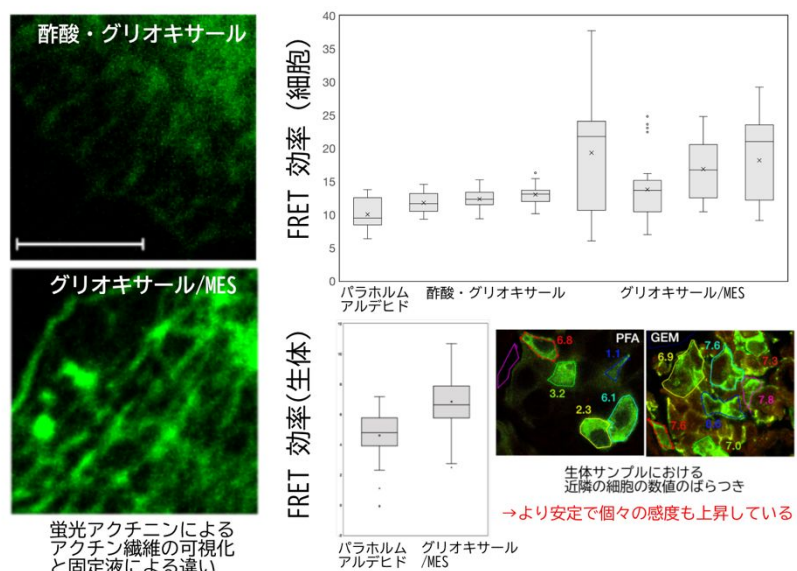 酢酸・グリオキサール
グリオキサール/MES
蛍光アクチニンによる
アクチン繊維の可視化
と固定液による違い
FRET 効率 (細胞)
40
35
30
25
20
15
10
5
0
パラホルム
アルデヒド
酢酸・グリオキサール
グリオキサール/MES
FRET 効率(生体)
パラホルム
アルデヒド
グリオキサール
/MES
PFA
6.8
1.1
3.2
6.1
2.3
GEM
7.6
6.9
7.3
7.8
7.0
生体サンプルにおける
近隣の細胞の数値のばらつき
→より安定で個々の感度も上昇している